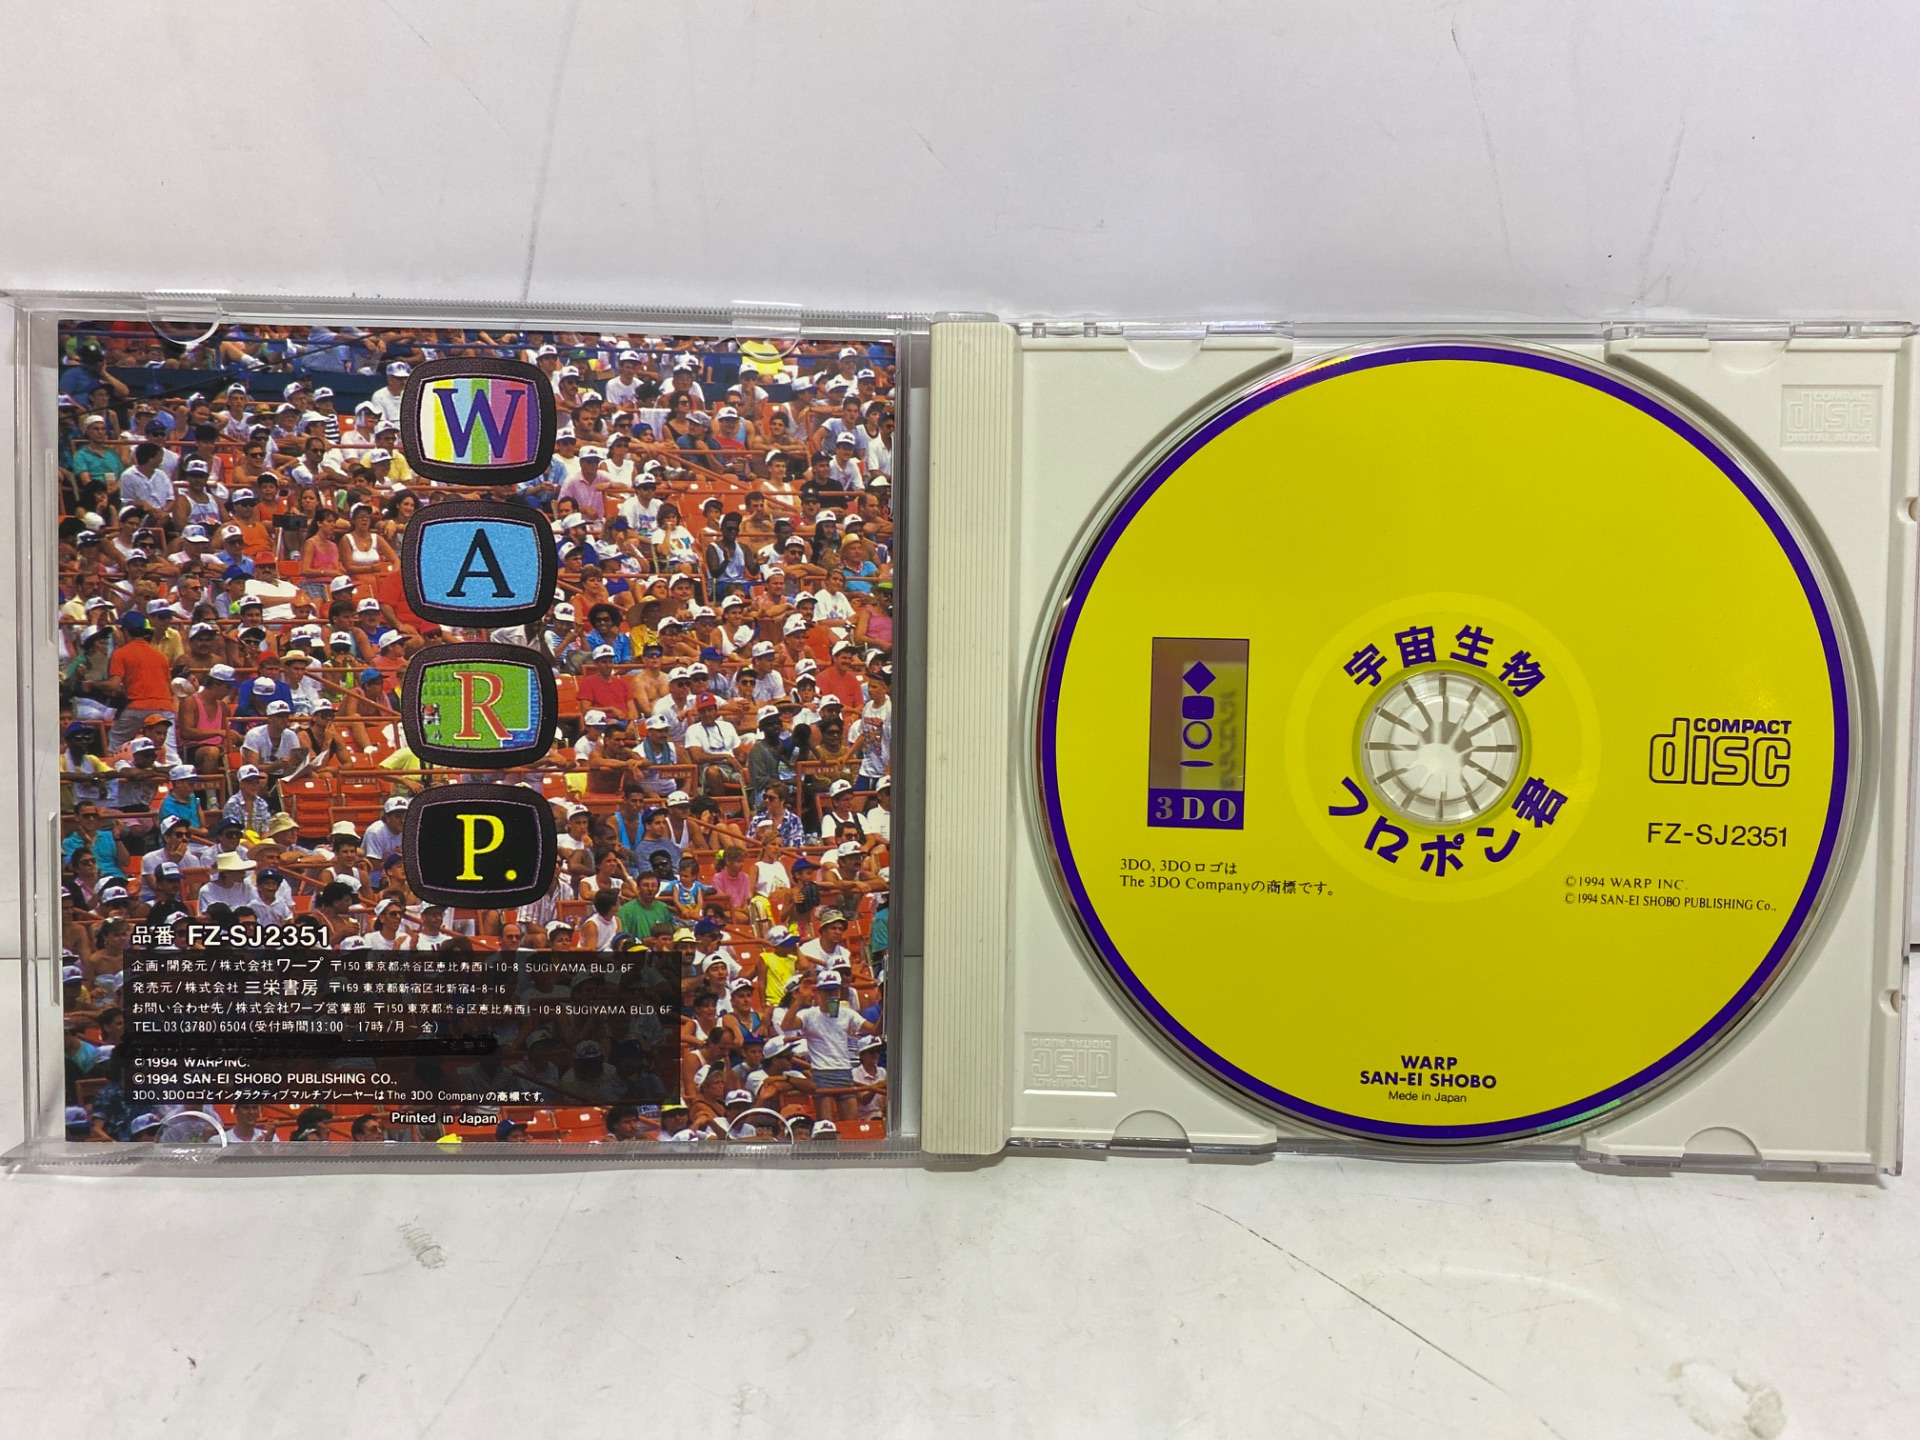 W
A
R
P.
品番 FZ-SJ2351
企画・開発元/株式会社ワープ 〒150 東京都渋谷区恵比寿西1-10-8 SUGIYAMA BLD. 6F
発売元/株式会社 三栄書房 〒169 東京都新宿区北新宿4-8-16
お問い合わせ先/株式会社ワープ営業部 〒150 東京都渋谷区恵比寿西1-10-8 SUGIYAMA BLD. 6F
TEL 03(3780)6504(受付時間13:00~17時/月~金)
©1994 WARP INC.
©1994 SAN-EI SHOBO PUBLISHING CO.,
3DO、3DOロゴとインタラクティブマルチプレーヤーはThe 3DO Companyの商標です。
Printed in Japan
宇宙生物
フロポン君
3DO
3DO, 3DOロゴは
The 3DO Companyの商標です。
COMPACT
disc
FZ-SJ2351
©1994 WARP INC.
©1994 SAN-EI SHOBO PUBLISHING Co.,
WARP
SAN-EI SHOBO
Mede in Japan
COMPACT
disc
DIGITAL AUDIO
COMPACT
disc
DIGITAL AUDIO